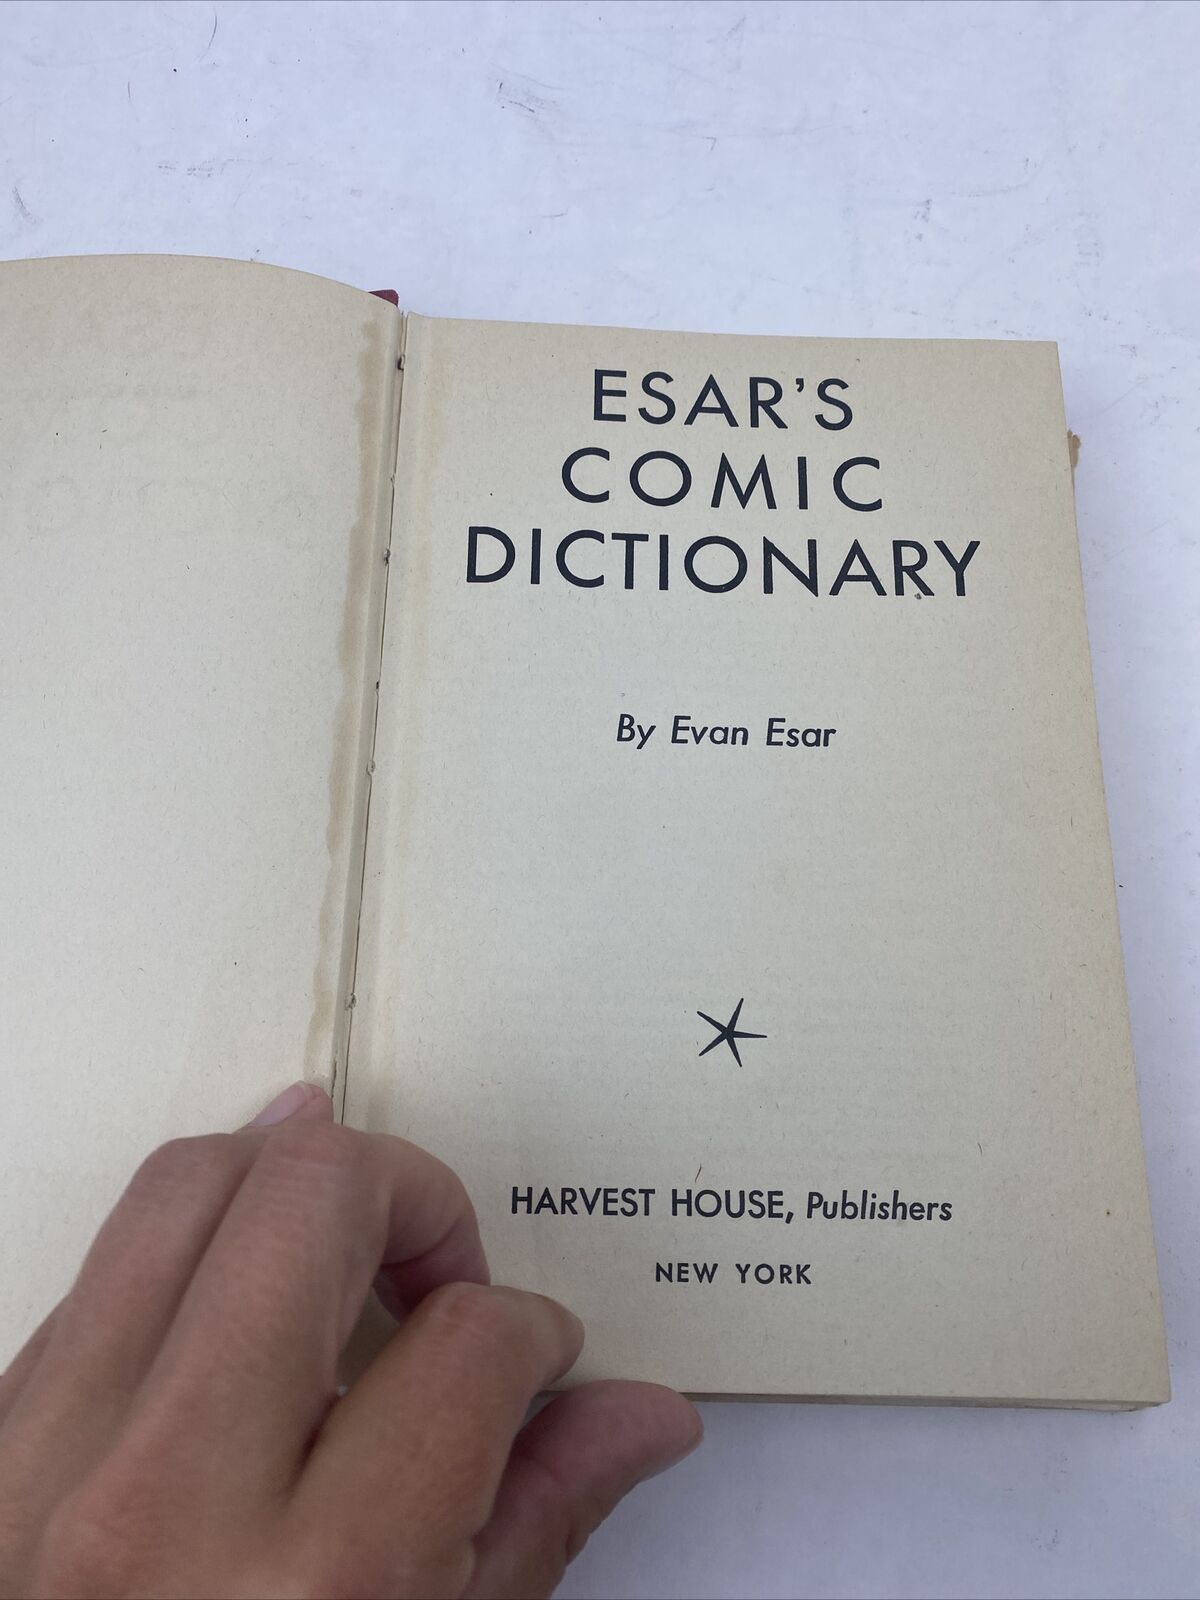 ESAR'S
COMIC
DICTIONARY
By Evan Esar
HARVEST HOUSE, Publishers
NEW YORK